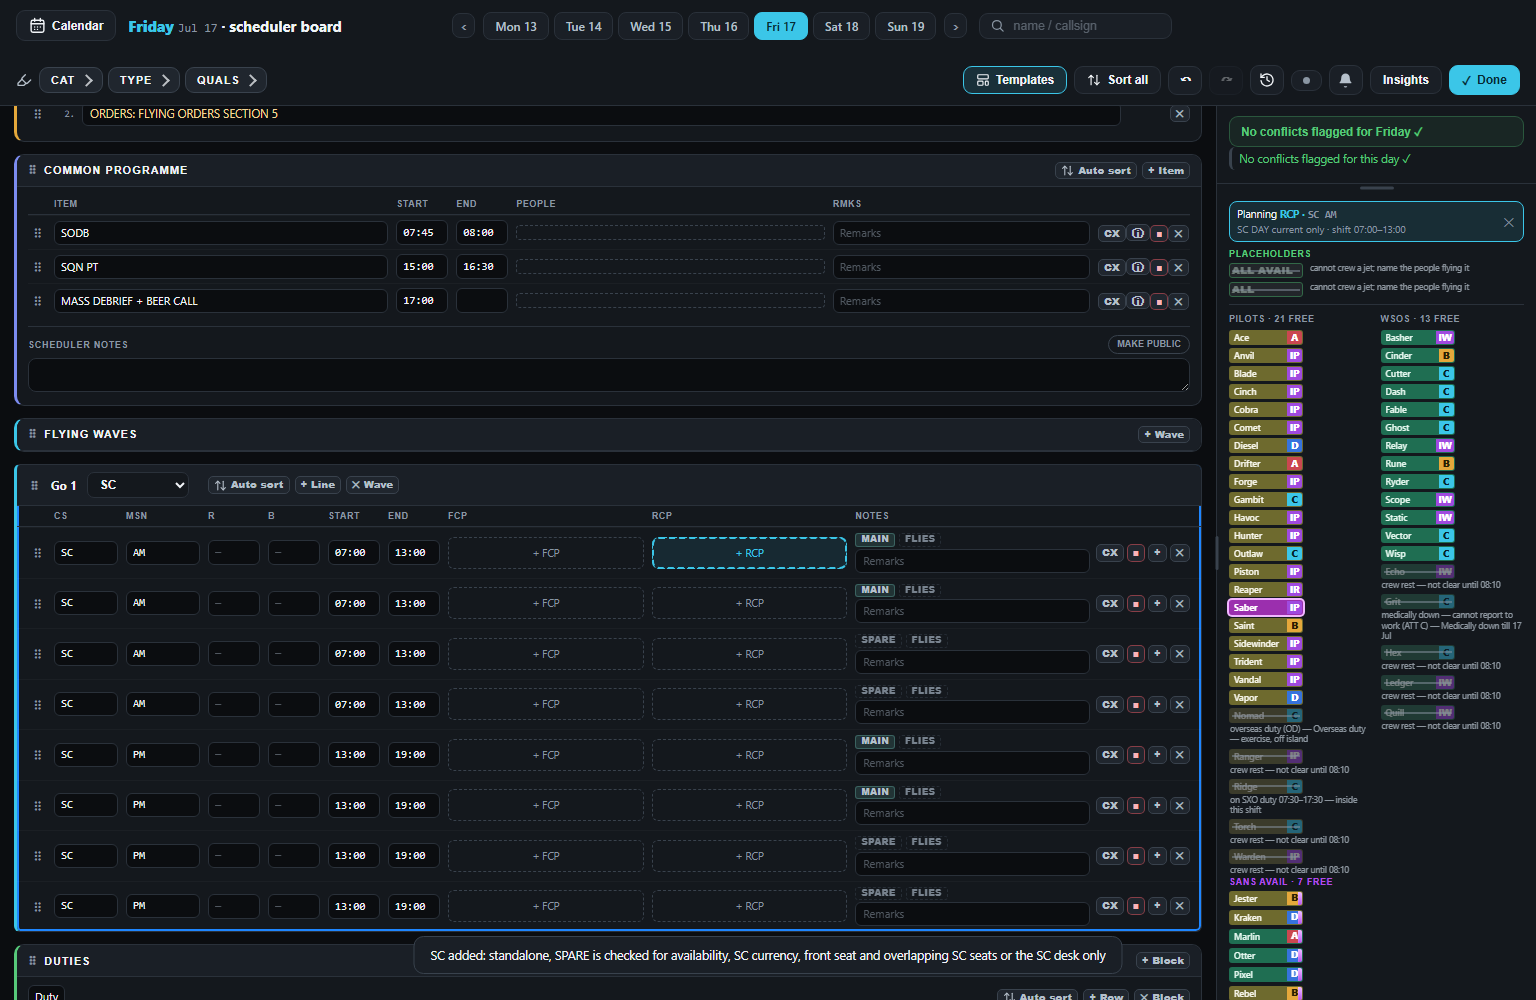 Calendar
Friday Jul 17 · scheduler board
‹ Mon 13 Tue 14 Wed 15 Thu 16 Fri 17 Sat 18 Sun 19 ›
name / callsign
CAT TYPE QUALS
Templates Sort all Insights ✓ Done
2. ORDERS: FLYING ORDERS SECTION 5
COMMON PROGRAMME
Auto sort + Item
ITEM START END PEOPLE RMKS
SODB 07:45 08:00 Remarks CX
SQN PT 15:00 16:30 Remarks CX
MASS DEBRIEF + BEER CALL 17:00 Remarks CX
SCHEDULER NOTES MAKE PUBLIC
FLYING WAVES + Wave
Go 1 SC Auto sort + Line × Wave
CS MSN R B START END FCP RCP NOTES
MAIN FLIES
SC AM – – 07:00 13:00 + FCP + RCP Remarks CX
MAIN FLIES
SC AM – – 07:00 13:00 + FCP + RCP Remarks CX
SPARE FLIES
SC AM – – 07:00 13:00 + FCP + RCP Remarks CX
SPARE FLIES
SC AM – – 07:00 13:00 + FCP + RCP Remarks CX
MAIN FLIES
SC PM – – 13:00 19:00 + FCP + RCP Remarks CX
MAIN FLIES
SC PM – – 13:00 19:00 + FCP + RCP Remarks CX
SPARE FLIES
SC PM – – 13:00 19:00 + FCP + RCP Remarks CX
SPARE FLIES
SC PM – – 13:00 19:00 + FCP + RCP Remarks CX
DUTIES + Block
SC added: standalone, SPARE is checked for availability, SC currency, front seat and overlapping SC seats or the SC desk only
Duty Auto sort + Row × Block
No conflicts flagged for Friday ✓
No conflicts flagged for this day ✓
Planning RCP · SC AM
SC DAY current only · shift 07:00–13:00
PLACEHOLDERS
ALL AVAIL cannot crew a jet; name the people flying it
ALL cannot crew a jet; name the people flying it
PILOTS · 21 FREE
Ace A
Anvil IP
Blade IP
Cinch IP
Cobra IP
Comet IP
Diesel D
Drifter A
Forge IP
Gambit C
Havoc IP
Hunter IP
Outlaw C
Piston IP
Reaper IR
Saber IP
Saint B
Sidewinder IP
Trident IP
Vandal IP
Vapor D
Nomad C
overseas duty (OD) — Overseas duty
— exercise, off island
Ranger IP
crew rest — not clear until 08:10
Ridge C
on SXO duty 07:30–17:30 — inside
this shift
Torch C
crew rest — not clear until 08:10
Warden IP
crew rest — not clear until 08:10
WSOS · 13 FREE
Basher IW
Cinder B
Cutter C
Dash C
Fable C
Ghost C
Relay IW
Rune B
Ryder C
Scope IW
Static IW
Vector C
Wisp C
Echo IW
crew rest — not clear until 08:10
Grit C
medically down — cannot report to
work (ATT C) — Medically down till 17
Jul
Hex C
crew rest — not clear until 08:10
Ledger IW
crew rest — not clear until 08:10
Quill IW
crew rest — not clear until 08:10
SANS AVAIL · 7 FREE
Jester B
Kraken D
Marlin A
Otter D
Pixel D
Rebel B